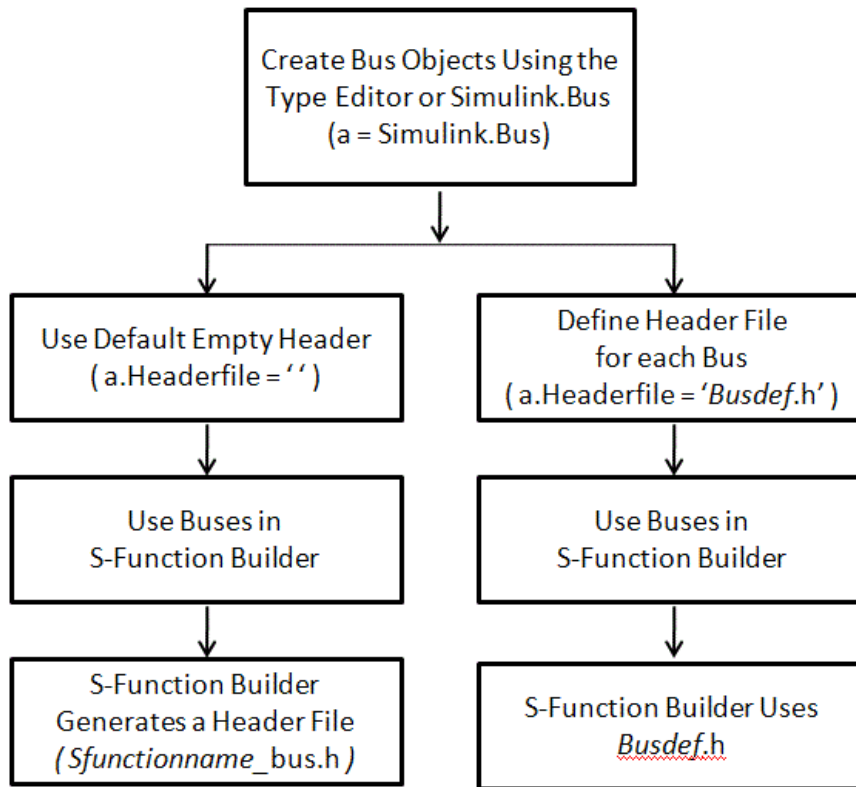 Create Bus Objects Using the
Type Editor or Simulink.Bus
(a = Simulink.Bus)
Use Default Empty Header
( a.Headerfile = ‘ ‘ )
Define Header File
for each Bus
( a.Headerfile = ‘Busdef.h’ )
Use Buses in
S-Function Builder
Use Buses in
S-Function Builder
S-Function Builder
Generates a Header File
( Sfunctionname_bus.h )
S-Function Builder Uses
Busdef.h